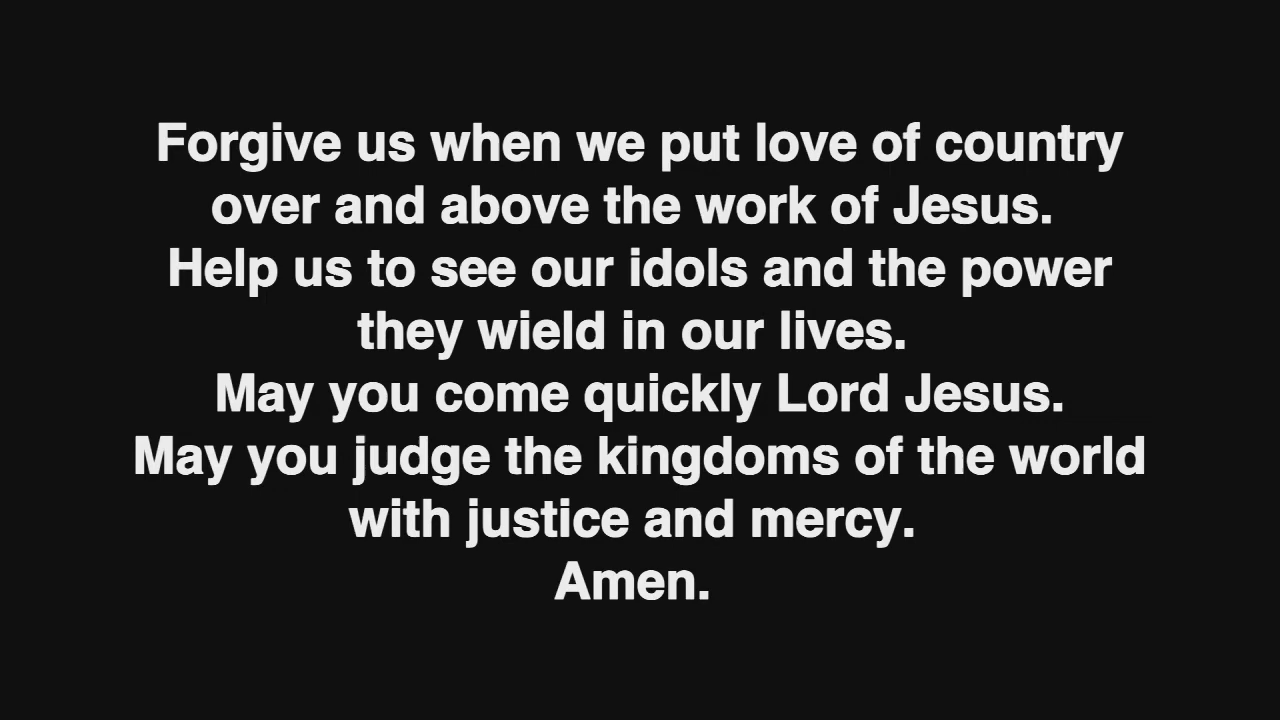 Forgive us when we put love of country
over and above the work of Jesus.
Help us to see our idols and the power
they wield in our lives.
May you come quickly Lord Jesus.
May you judge the kingdoms of the world
with justice and mercy.
Amen.